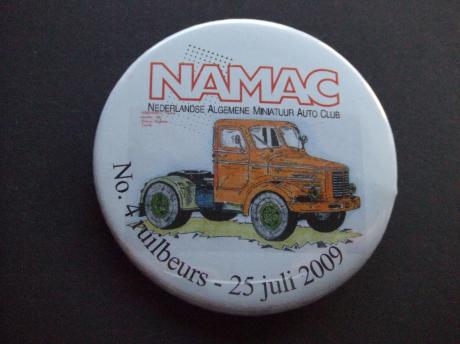 NAMAC
NEDERLANDSE ALGEMENE MINIATUUR AUTO CLUB
No. 4 ruilbeurs - 25 juli 2009